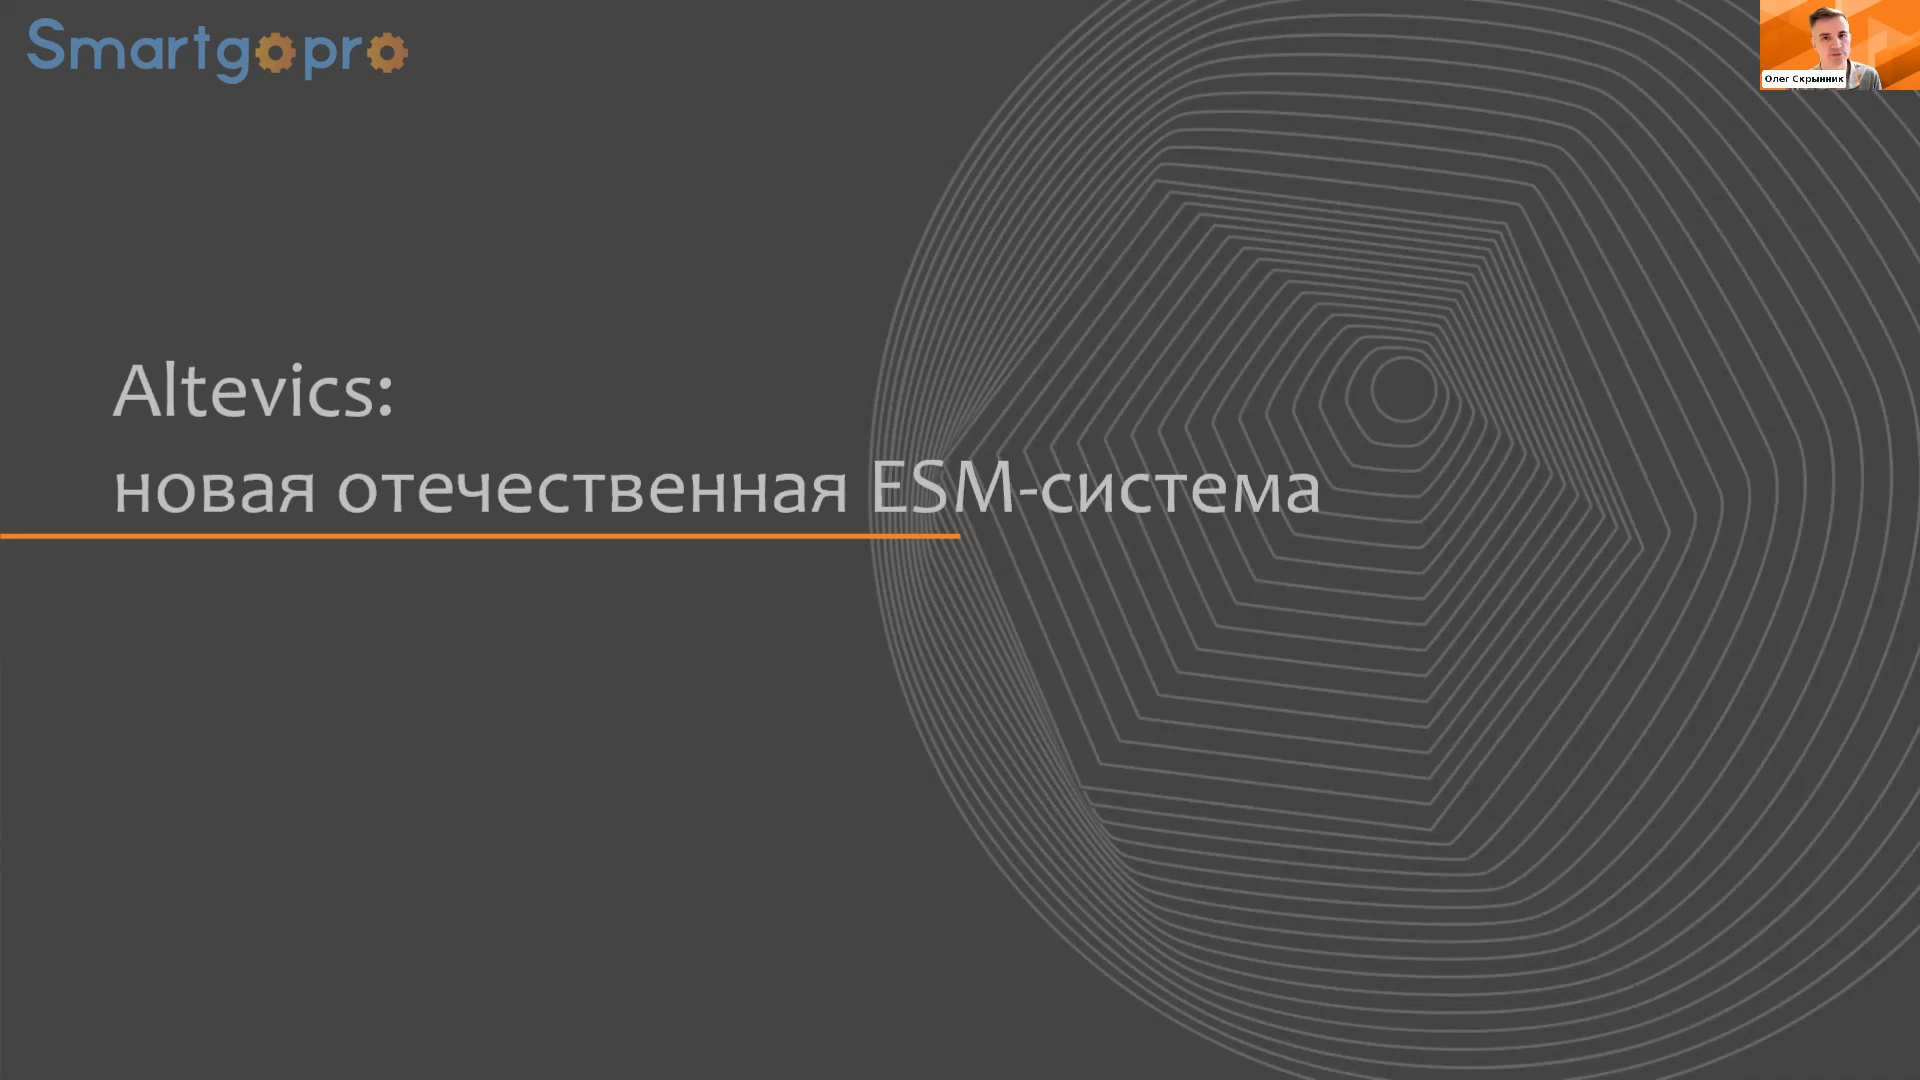 Smartgopro
Олег Скрынник
Altevics:
новая отечественная ESM-система